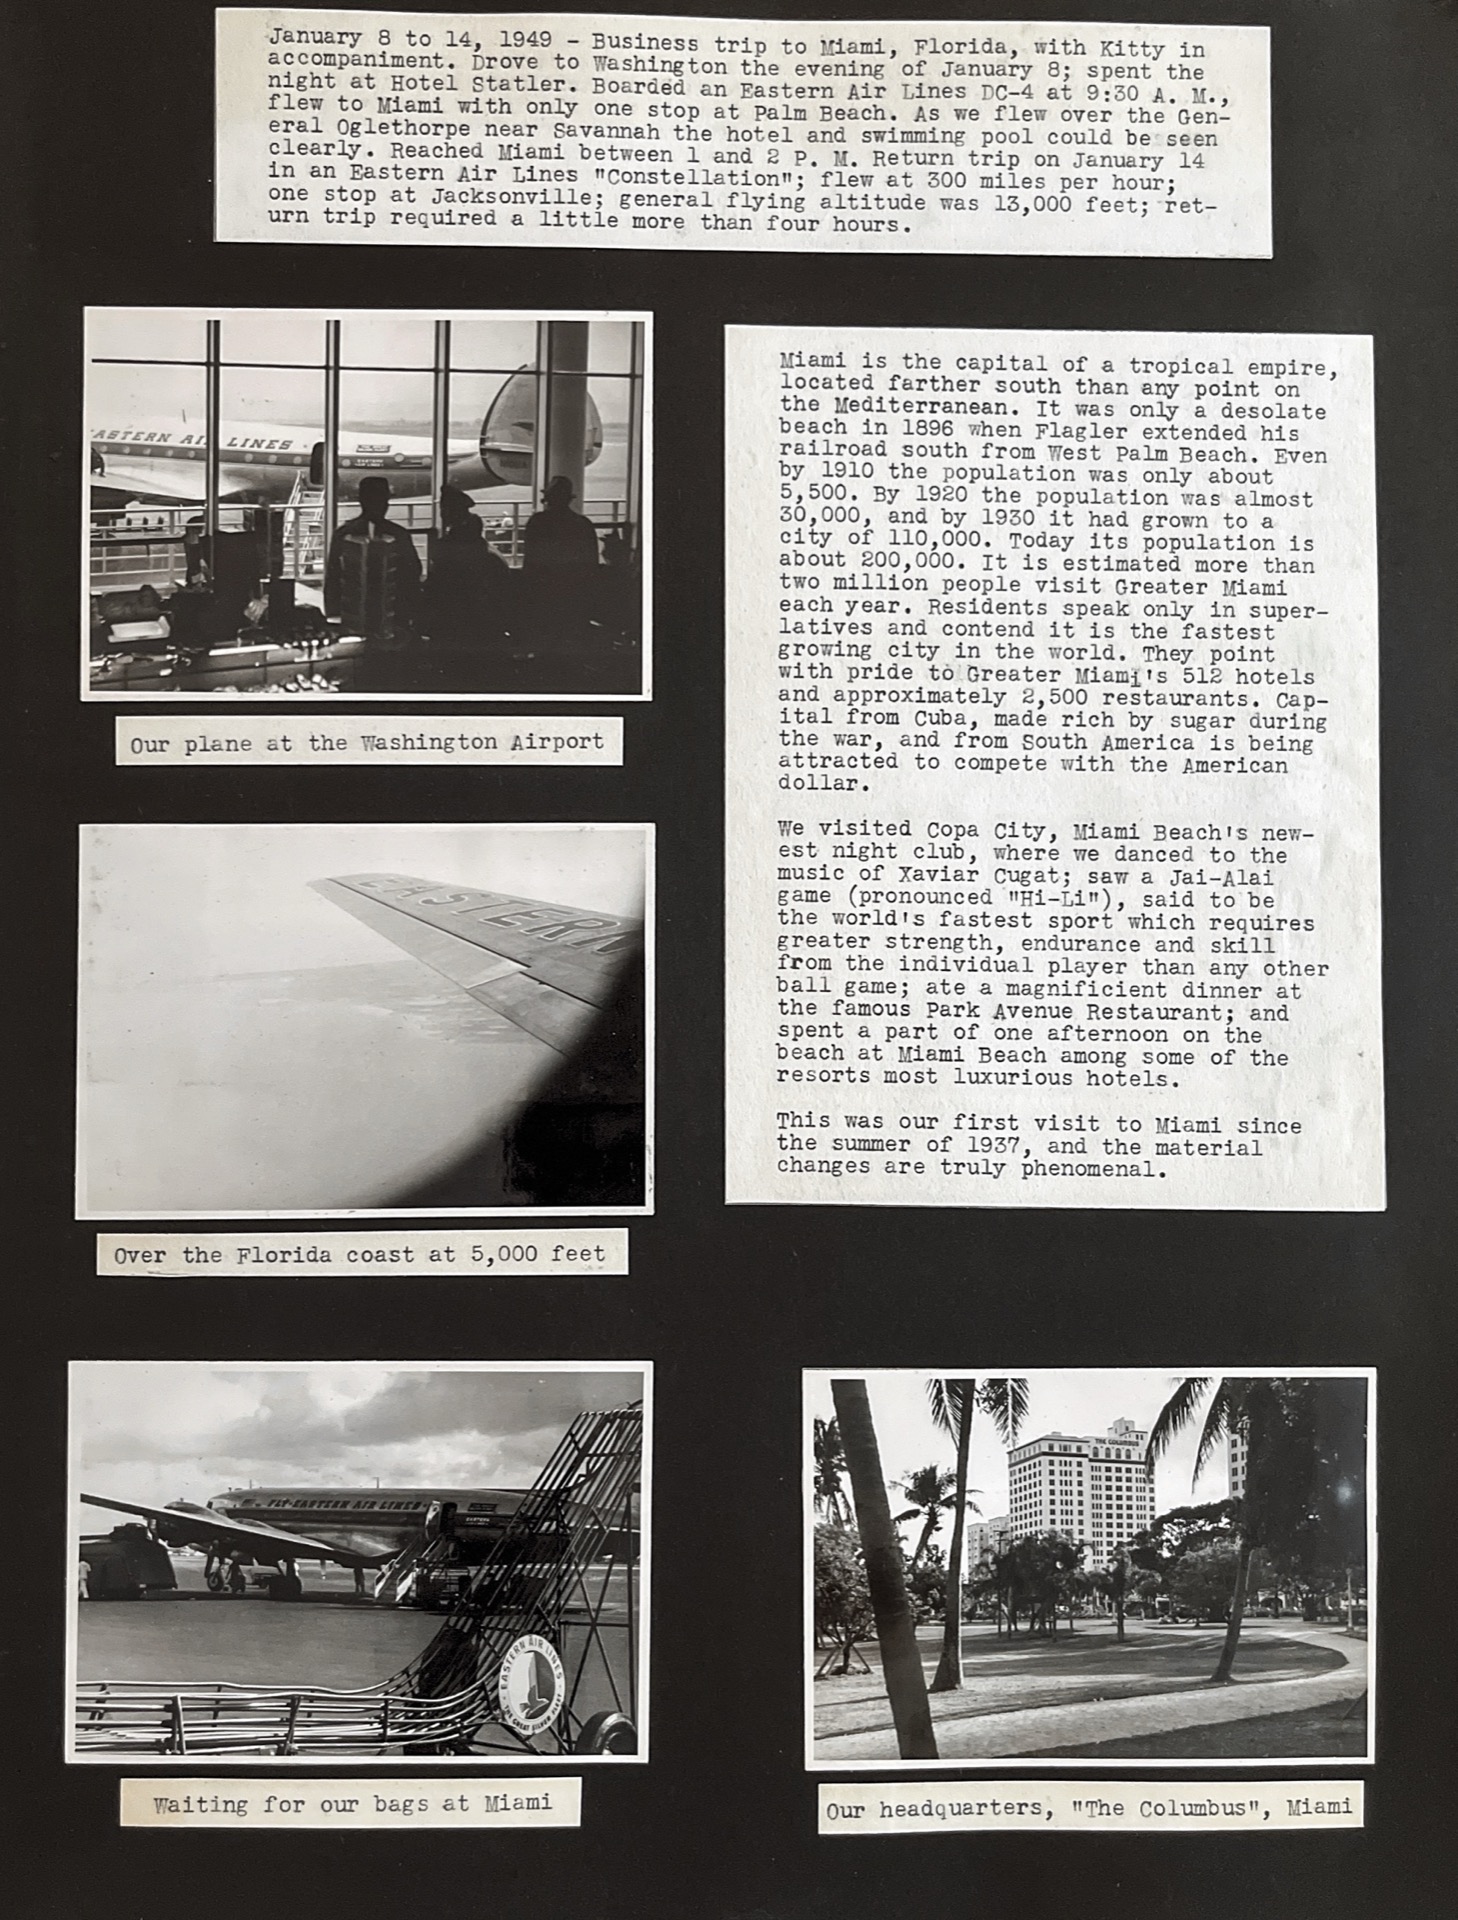 January 8 to 14, 1949 - Business trip to Miami, Florida, with Kitty in
accompaniment. Drove to Washington the evening of January 8; spent the
night at Hotel Statler. Boarded an Eastern Air Lines DC-4 at 9:30 A. M.,
flew to Miami with only one stop at Palm Beach. As we flew over the Gen-
eral Oglethorpe near Savannah the hotel and swimming pool could be seen
clearly. Reached Miami between 1 and 2 P. M. Return trip on January 14
in an Eastern Air Lines "Constellation"; flew at 300 miles per hour;
one stop at Jacksonville; general flying altitude was 13,000 feet; ret-
urn trip required a little more than four hours.
EASTERN AIR LINES
EASTERN
Our plane at the Washington Airport
Miami is the capital of a tropical empire,
located farther south than any point on
the Mediterranean. It was only a desolate
beach in 1896 when Flagler extended his
railroad south from West Palm Beach. Even
by 1910 the population was only about
5,500. By 1920 the population was almost
30,000, and by 1930 it had grown to a
city of 110,000. Today its population is
about 200,000. It is estimated more than
two million people visit Greater Miami
each year. Residents speak only in super-
latives and contend it is the fastest
growing city in the world. They point
with pride to Greater Miami's 512 hotels
and approximately 2,500 restaurants. Cap-
ital from Cuba, made rich by sugar during
the war, and from South America is being
attracted to compete with the American
dollar.
We visited Copa City, Miami Beach's new-
est night club, where we danced to the
music of Xaviar Cugat; saw a Jai-Alai
game (pronounced "Hi-Li"), said to be
the world's fastest sport which requires
greater strength, endurance and skill
from the individual player than any other
ball game; ate a magnificient dinner at
the famous Park Avenue Restaurant; and
spent a part of one afternoon on the
beach at Miami Beach among some of the
resorts most luxurious hotels.
This was our first visit to Miami since
the summer of 1937, and the material
changes are truly phenomenal.
EASTERN
Over the Florida coast at 5,000 feet
FLY-EASTERN AIR LINES
EASTERN
EASTERN AIR LINES
THE GREAT SILVER FLEET
Waiting for our bags at Miami
THE COLUMBUS
Our headquarters, "The Columbus", Miami